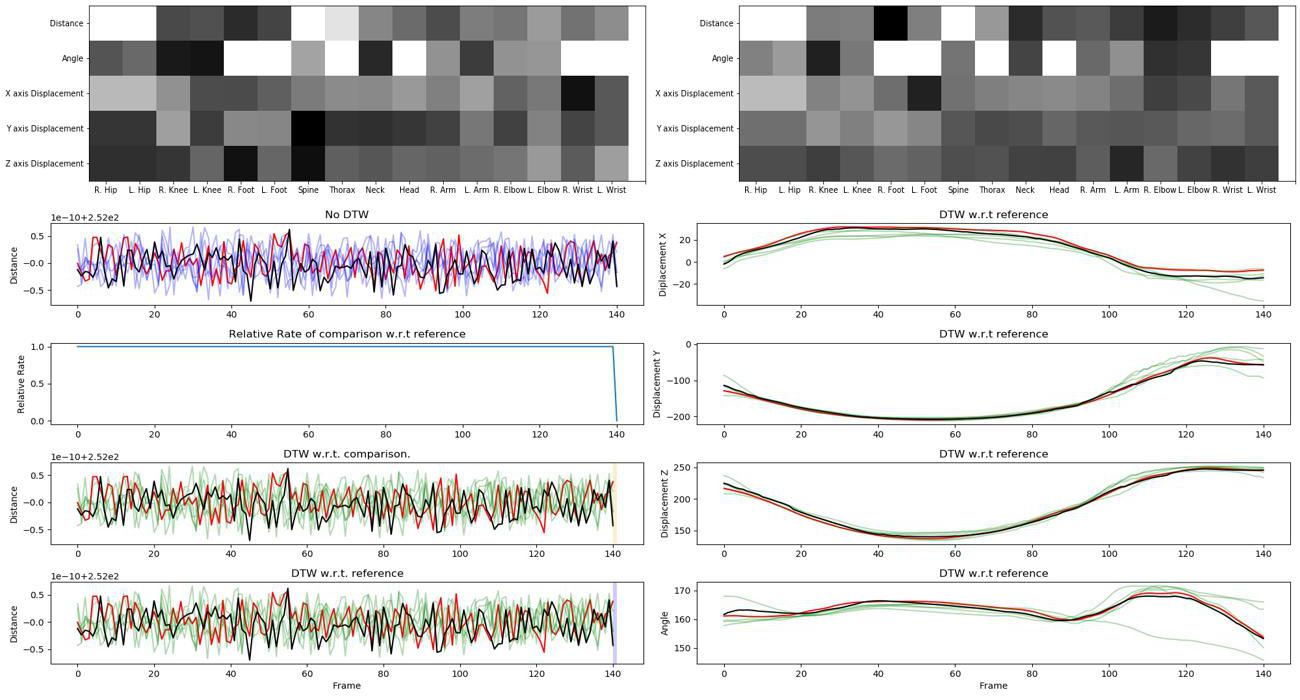 Distance
Angle
X axis Displacement
Y axis Displacement
Z axis Displacement
R. Hip L. Hip R. Knee L. Knee R. Foot L. Foot Spine Thorax Neck Head R. Arm L. Arm R. Elbow L. Elbow R. Wrist L. Wrist
Distance
Angle
X axis Displacement
Y axis Displacement
Z axis Displacement
R. Hip L. Hip R. Knee L. Knee R. Foot L. Foot Spine Thorax Neck Head R. Arm L. Arm R. Elbow L. Elbow R. Wrist L. Wrist
No DTW
1e−10+2.52e2
Distance
0.5
−0.0
−0.5
0 20 40 60 80 100 120 140
DTW w.r.t reference
Diplacement X
20
0
−20
0 20 40 60 80 100 120 140
Relative Rate of comparison w.r.t reference
Relative Rate
1.0
0.5
0.0
0 20 40 60 80 100 120 140
DTW w.r.t reference
Displacement Y
0
−100
−200
0 20 40 60 80 100 120 140
DTW w.r.t. comparison.
1e−10+2.52e2
Distance
0.5
−0.0
−0.5
0 20 40 60 80 100 120 140
DTW w.r.t reference
Displacement Z
250
200
150
0 20 40 60 80 100 120 140
DTW w.r.t. reference
1e−10+2.52e2
Distance
0.5
−0.0
−0.5
0 20 40 60 80 100 120 140
Frame
DTW w.r.t reference
Angle
170
160
150
0 20 40 60 80 100 120 140
Frame